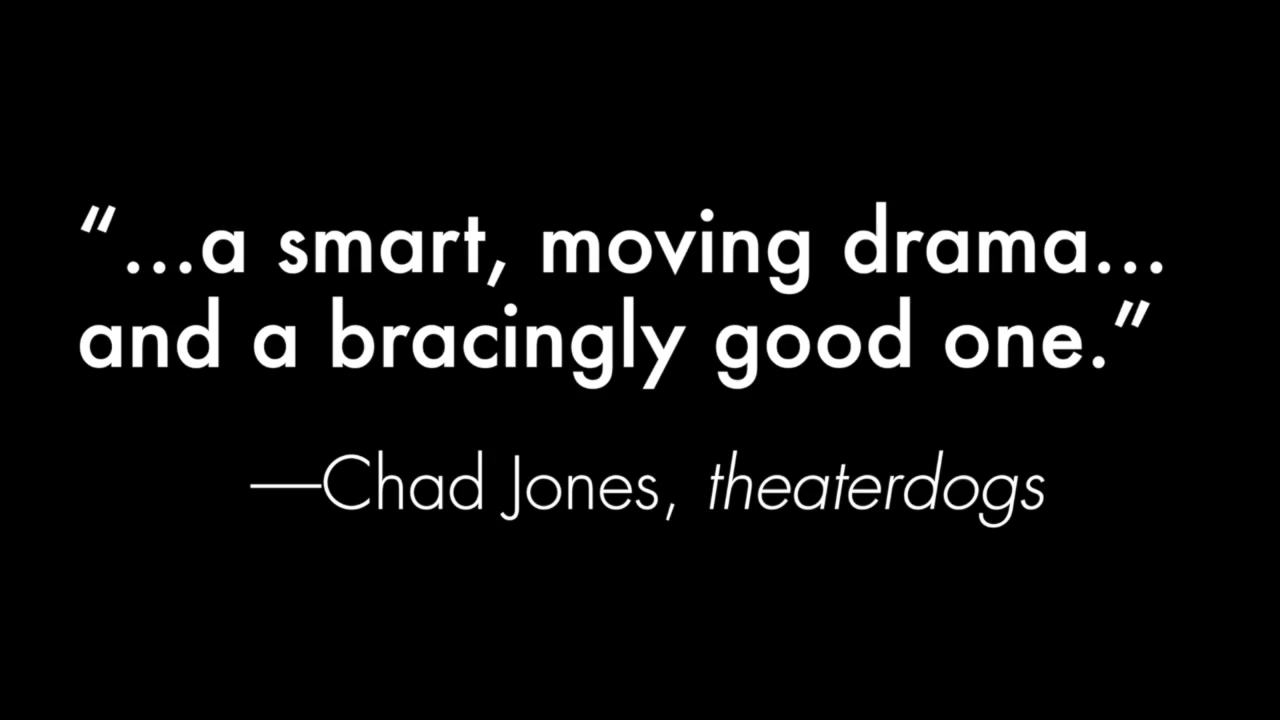 “...a smart, moving drama...
and a bracingly good one.”
—Chad Jones, theaterdogs